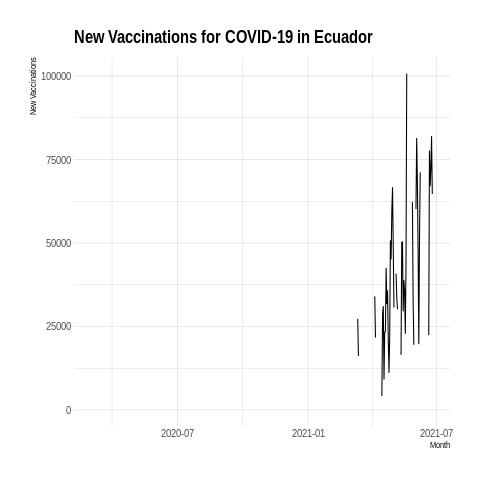 New Vaccinations for COVID-19 in Ecuador
New Vaccinations
100000
75000
50000
25000
0
2020-07
2021-01
2021-07
Month